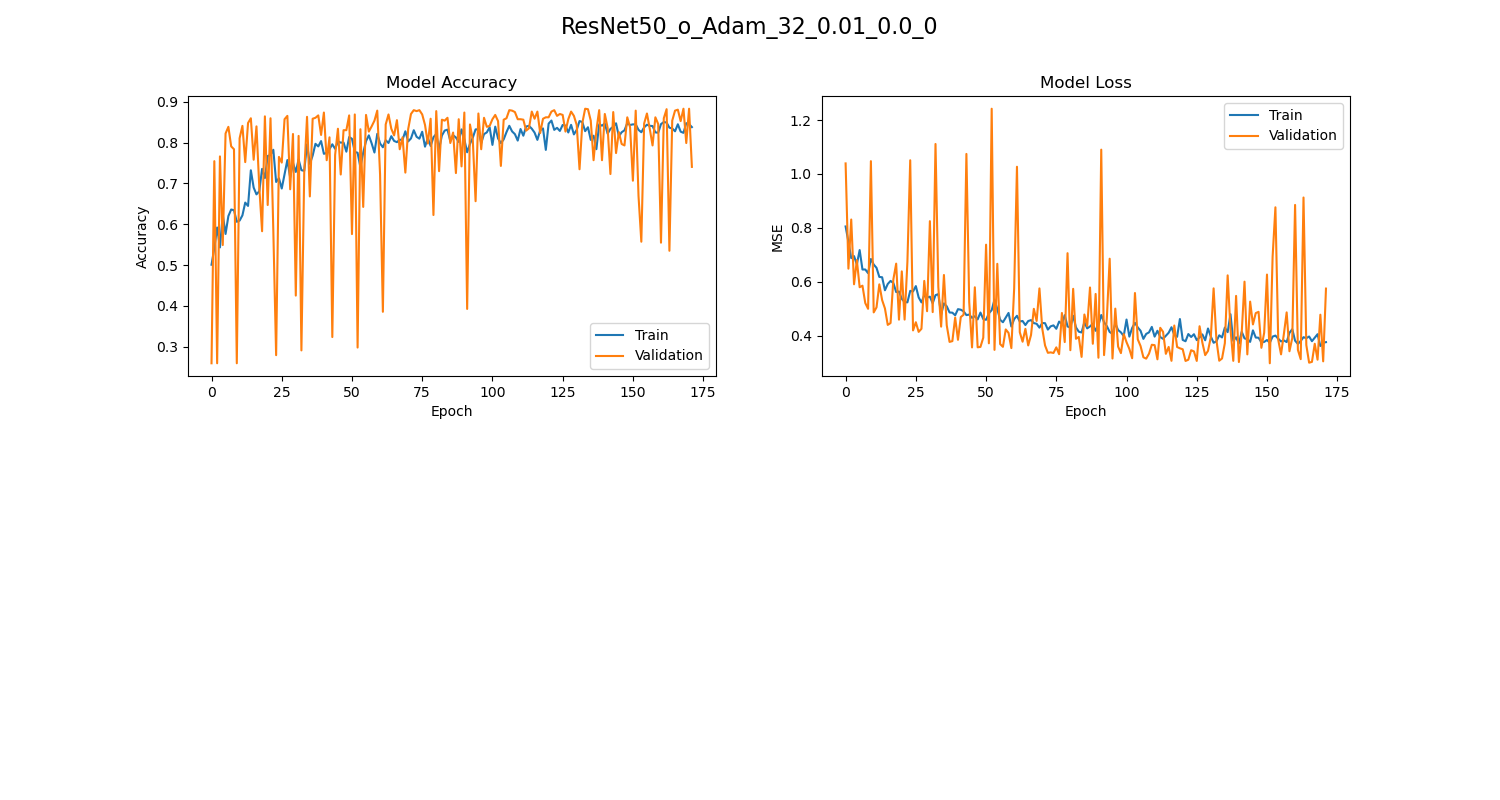 ResNet50_o_Adam_32_0.01_0.0_0
Model Accuracy
0.9
0.8
0.7
0.6
0.5
0.4
0.3
Accuracy
0 25 50 75 100 125 150 175
Epoch
Train
Validation
Model Loss
1.2
1.0
0.8
0.6
0.4
MSE
0 25 50 75 100 125 150 175
Epoch
Train
Validation